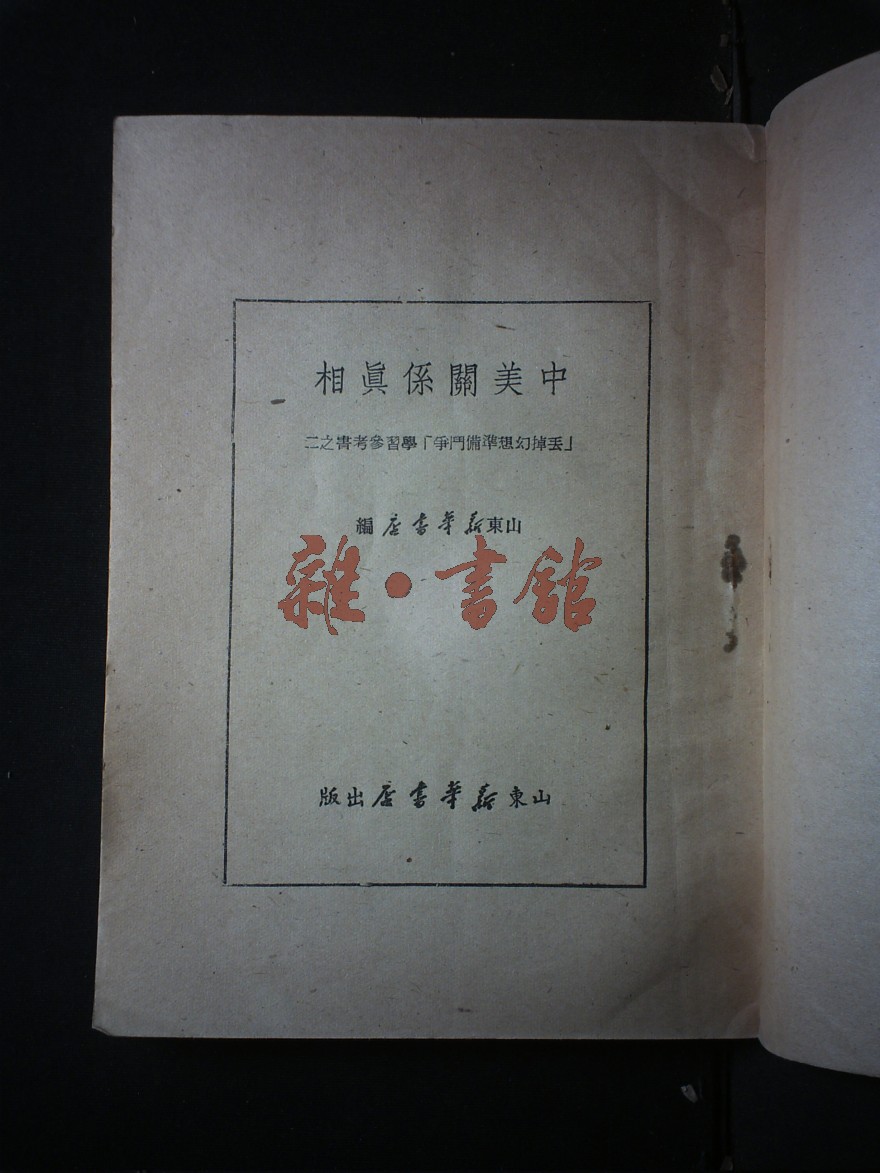 中美關係眞相
「丟掉幻想準備鬥爭」學習參考書之二
山東新華書店編
雜·書館
山東新華書店出版